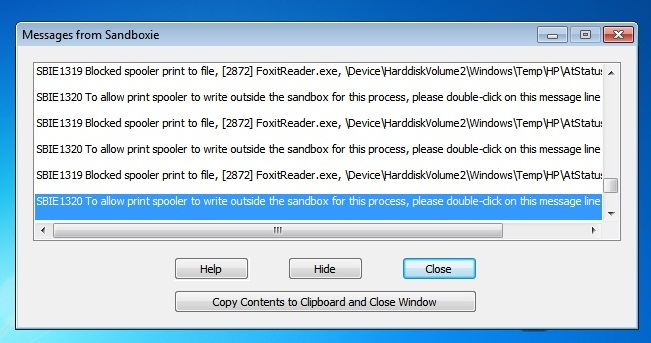 Messages from Sandboxie
SBIE1319 Blocked spooler print to file, [2872] FoxitReader.exe, \Device\HarddiskVolume2\Windows\Temp\HP\AtStatus
SBIE1320 To allow print spooler to write outside the sandbox for this process, please double-click on this message line
SBIE1319 Blocked spooler print to file, [2872] FoxitReader.exe, \Device\HarddiskVolume2\Windows\Temp\HP\AtStatus
SBIE1320 To allow print spooler to write outside the sandbox for this process, please double-click on this message line
SBIE1319 Blocked spooler print to file, [2872] FoxitReader.exe, \Device\HarddiskVolume2\Windows\Temp\HP\AtStatus
SBIE1320 To allow print spooler to write outside the sandbox for this process, please double-click on this message line
Help Hide Close
Copy Contents to Clipboard and Close Window